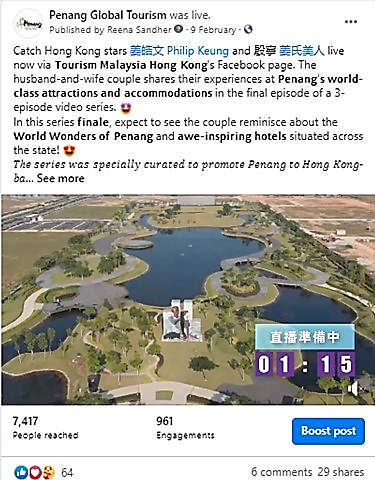 Penang Global Tourism was live.
Published by Reena Sandher · 9 February ·
Catch Hong Kong stars 姜皓文 Philip Keung and 殷寧 姜氏美人 live
now via Tourism Malaysia Hong Kong's Facebook page. The
husband-and-wife couple shares their experiences at Penang's world-
class attractions and accommodations in the final episode of a 3-
episode video series.
In this series finale, expect to see the couple reminisce about the
World Wonders of Penang and awe-inspiring hotels situated across
the state!
The series was specially curated to promote Penang to Hong Kong-
ba... See more
直播準備中
01:15
7,417
People reached
961
Engagements
Boost post
64
6 comments 29 shares